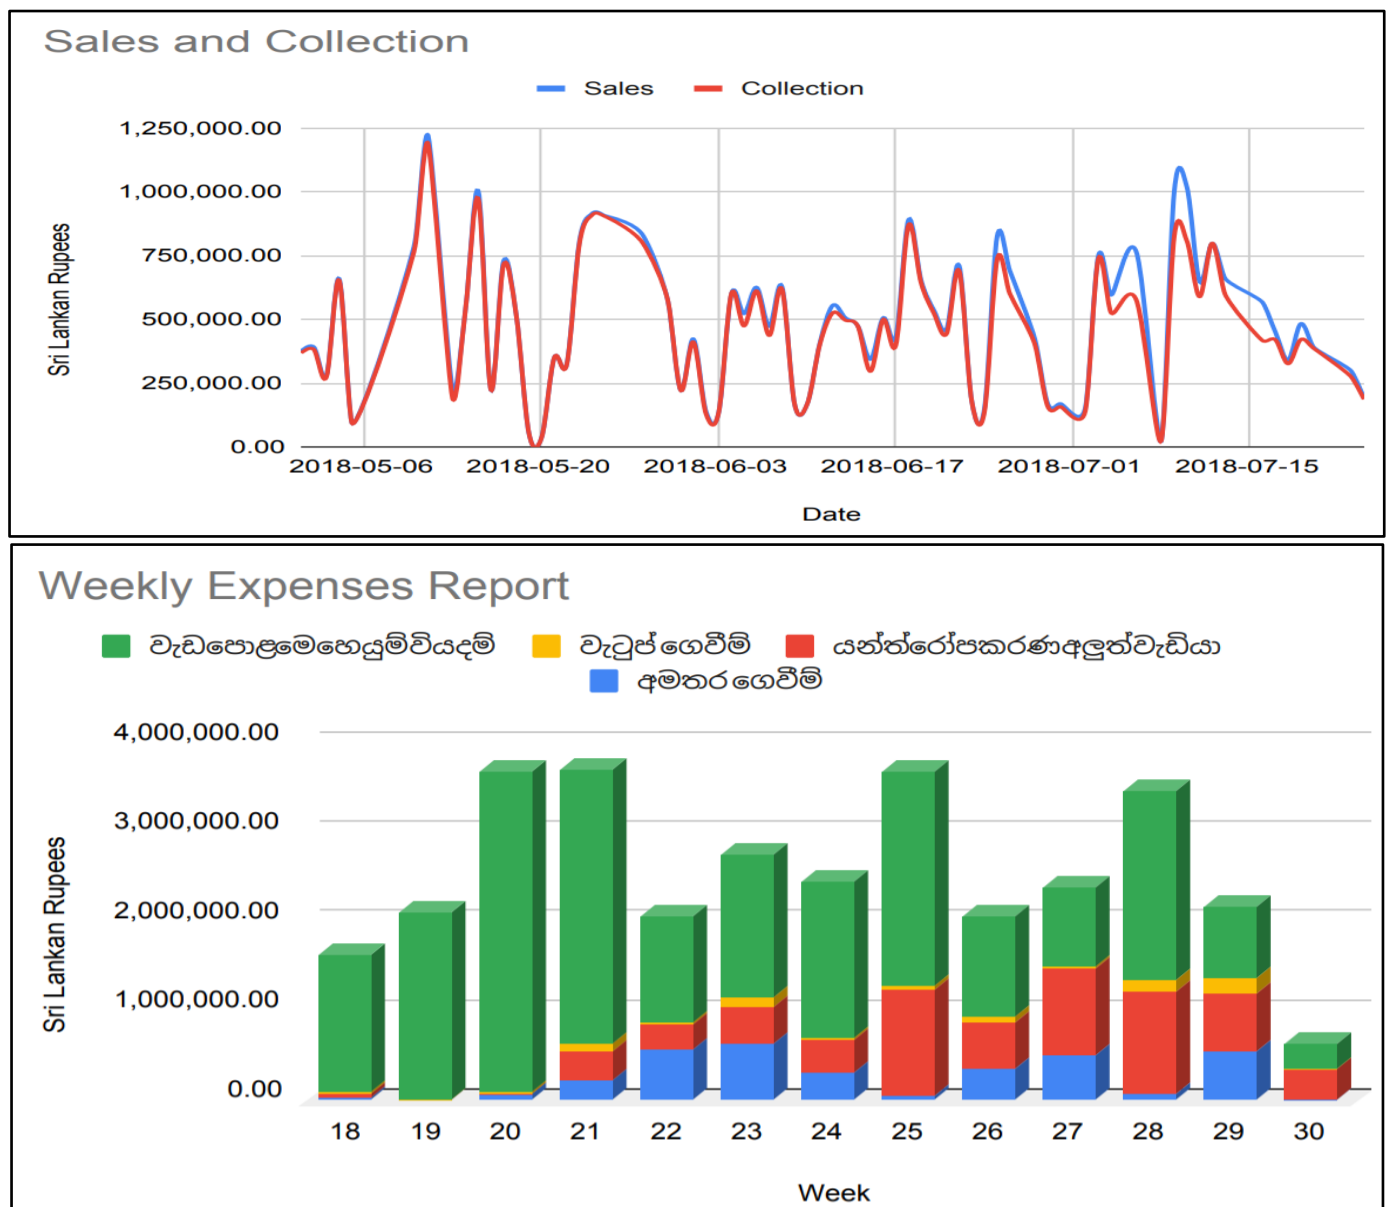 Sales and Collection
Sales Collection
1,250,000.00
1,000,000.00
750,000.00
500,000.00
250,000.00
0.00
Sri Lankan Rupees
2018-05-06 2018-05-20 2018-06-03 2018-06-17 2018-07-01 2018-07-15
Date
Weekly Expenses Report
වැඩපොළමෙහෙයුම්වියදම් වැටුප් ගෙවීම් යන්ත්රෝපකරණඅලුත්වැඩියා
අමතර ගෙවීම්
4,000,000.00
3,000,000.00
2,000,000.00
1,000,000.00
0.00
Sri Lankan Rupees
18 19 20 21 22 23 24 25 26 27 28 29 30
Week